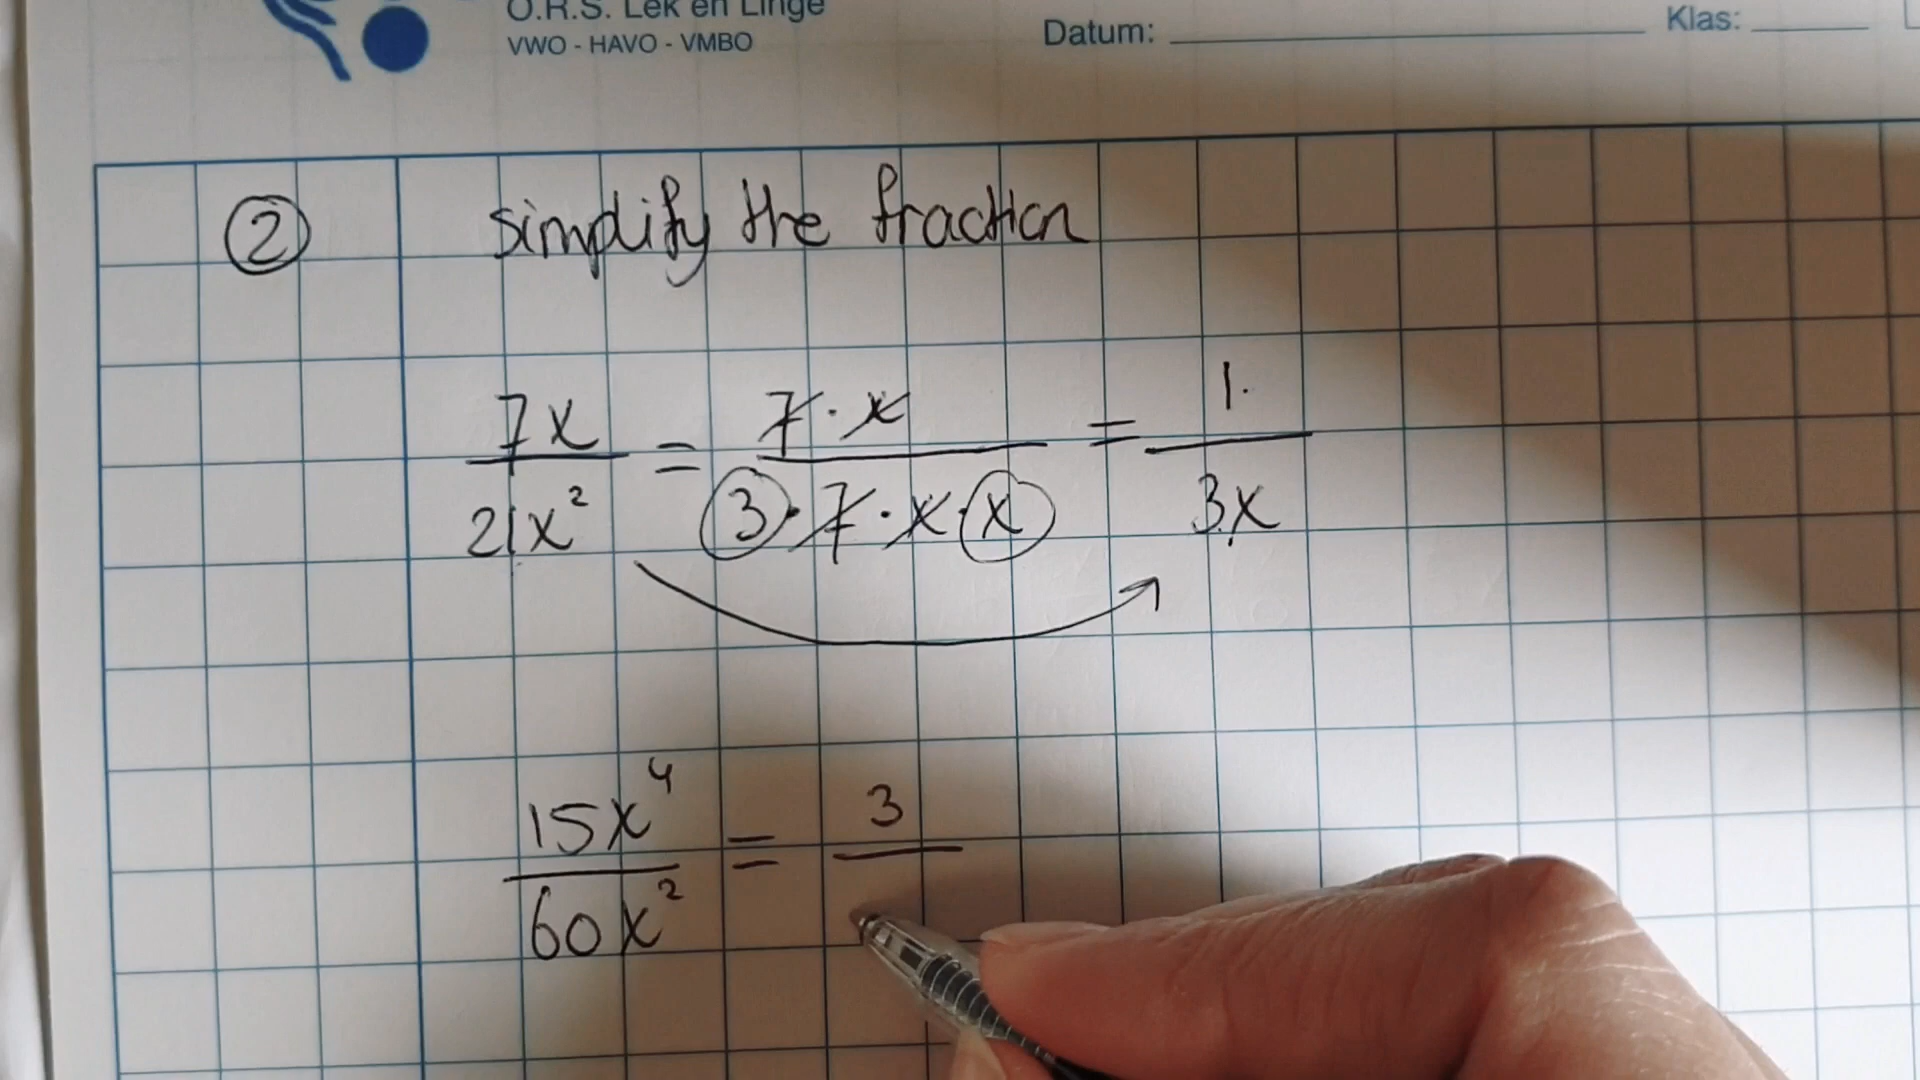 O.R.S. Lek en Linge
VWO - HAVO - VMBO
Datum: Klas:
② simplify the fraction
7x/21x² = 7·x/3·7·x·x = 1/3x
15x⁴/60x² = 3/